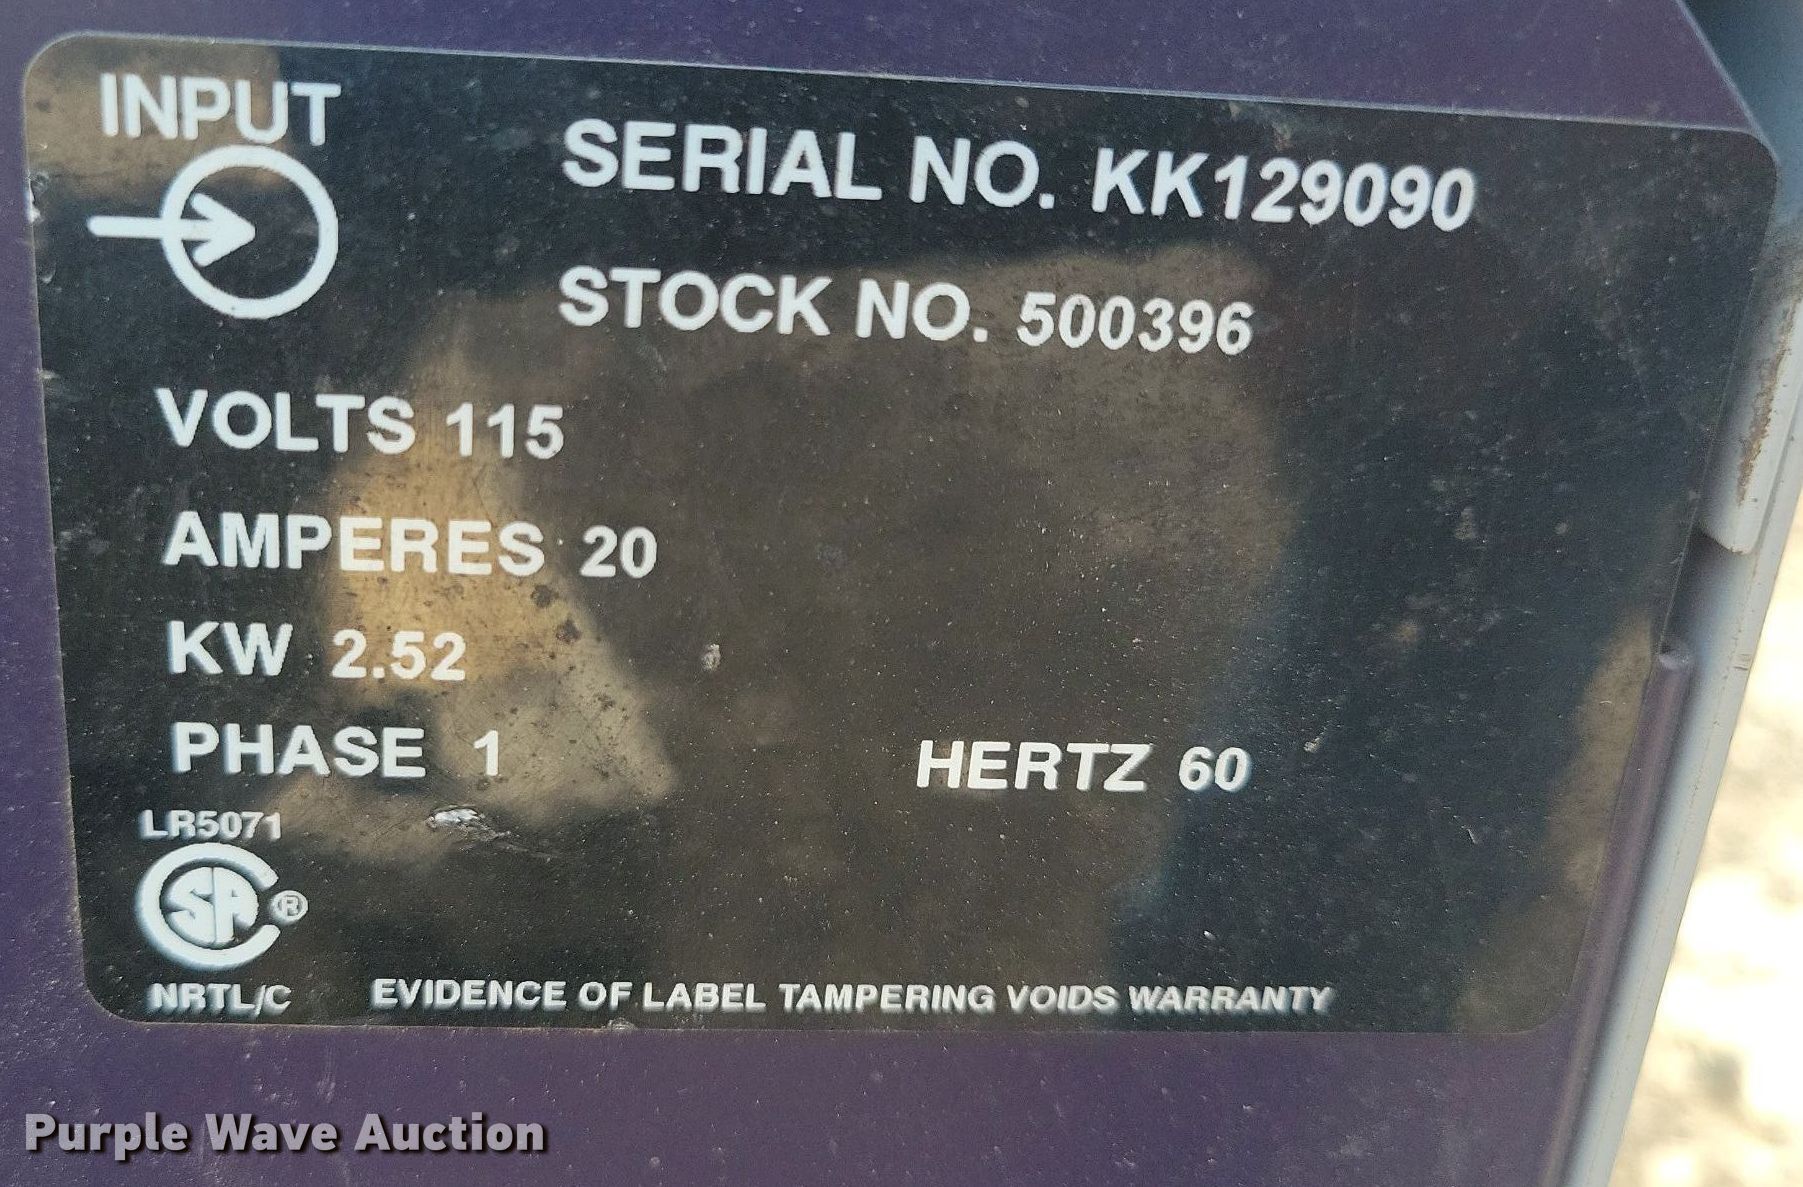 INPUT
SERIAL NO. KK129090
STOCK NO. 500396
VOLTS 115
AMPERES 20
KW 2.52
PHASE 1 HERTZ 60
LR5071
SA ®
NRTL/C EVIDENCE OF LABEL TAMPERING VOIDS WARRANTY
Purple Wave Auction